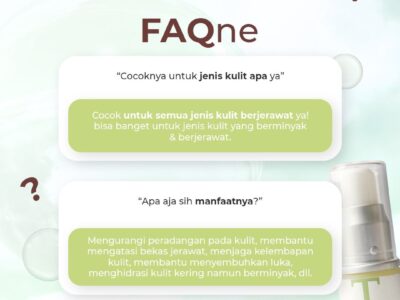 FAQne
“Cocoknya untuk jenis kulit apa ya”
Cocok untuk semua jenis kulit berjerawat ya!
bisa banget untuk jenis kulit yang berminyak
& berjerawat.
?
“Apa aja sih manfaatnya?”
Mengurangi peradangan pada kulit, membantu
mengatasi bekas jerawat, menjaga kelembapan
kulit, membantu menyembuhkan luka,
menghidrasi kulit kering namun berminyak, dll.